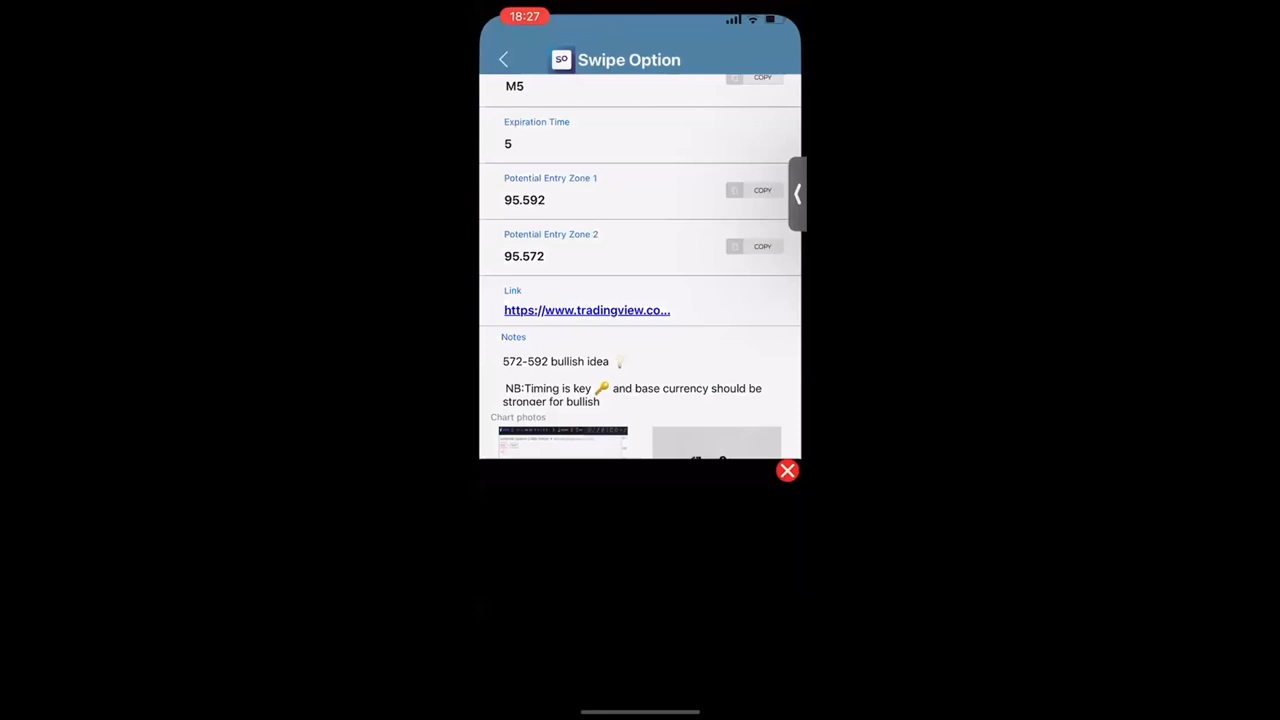 18:27
SO Swipe Option
M5
COPY
Expiration Time
5
Potential Entry Zone 1
95.592
COPY
Potential Entry Zone 2
95.572
COPY
Link
https://www.tradingview.co...
Notes
572-592 bullish idea 💡
NB:Timing is key 🔑 and base currency should be
stronger for bullish
Chart photos